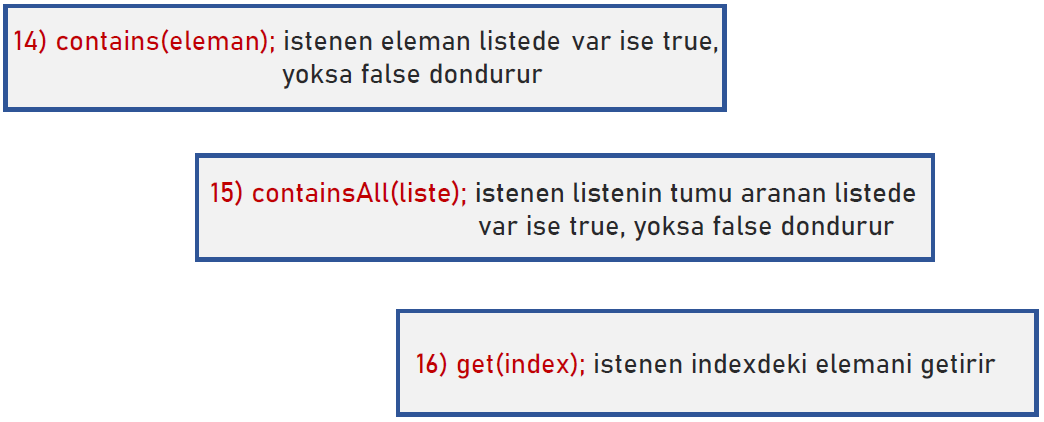 14) contains(eleman); istenen eleman listede var ise true,
yoksa false dondurur
15) containsAll(liste); istenen listenin tumu aranan listede
var ise true, yoksa false dondurur
16) get(index); istenen indexdeki elemani getirir